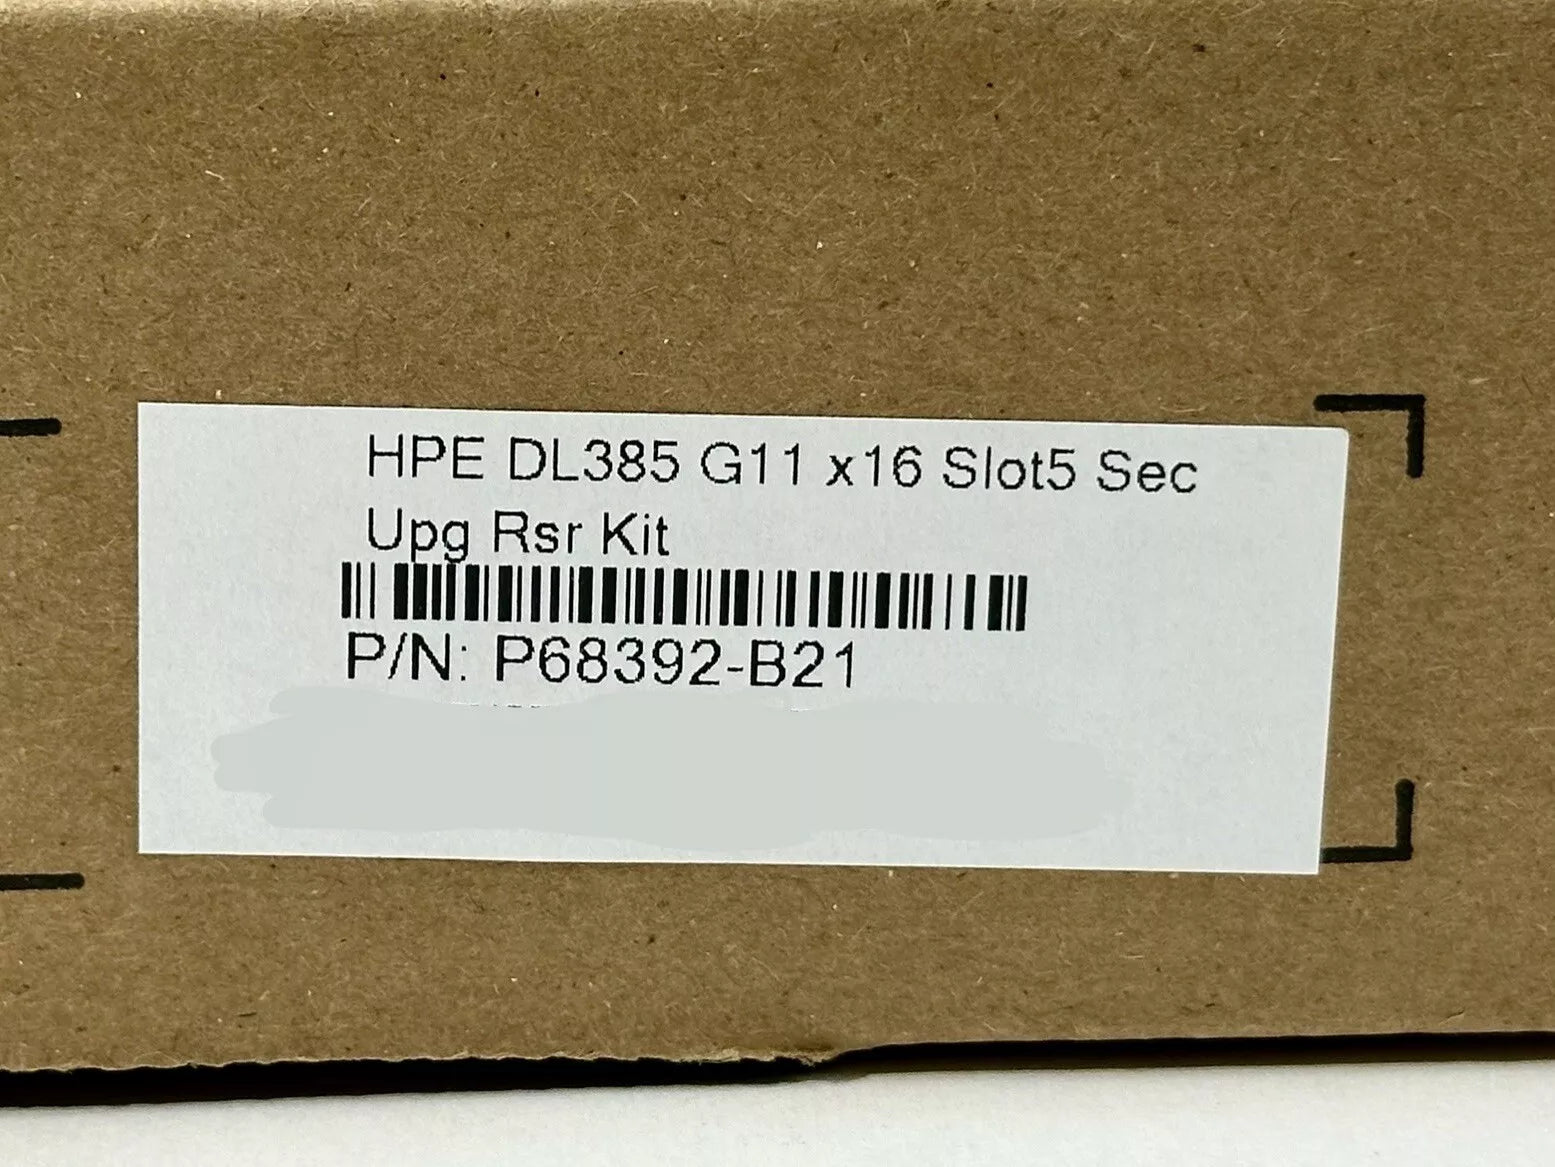 HPE DL385 G11 x16 Slot5 Sec
Upg Rsr Kit
P/N: P68392-B21